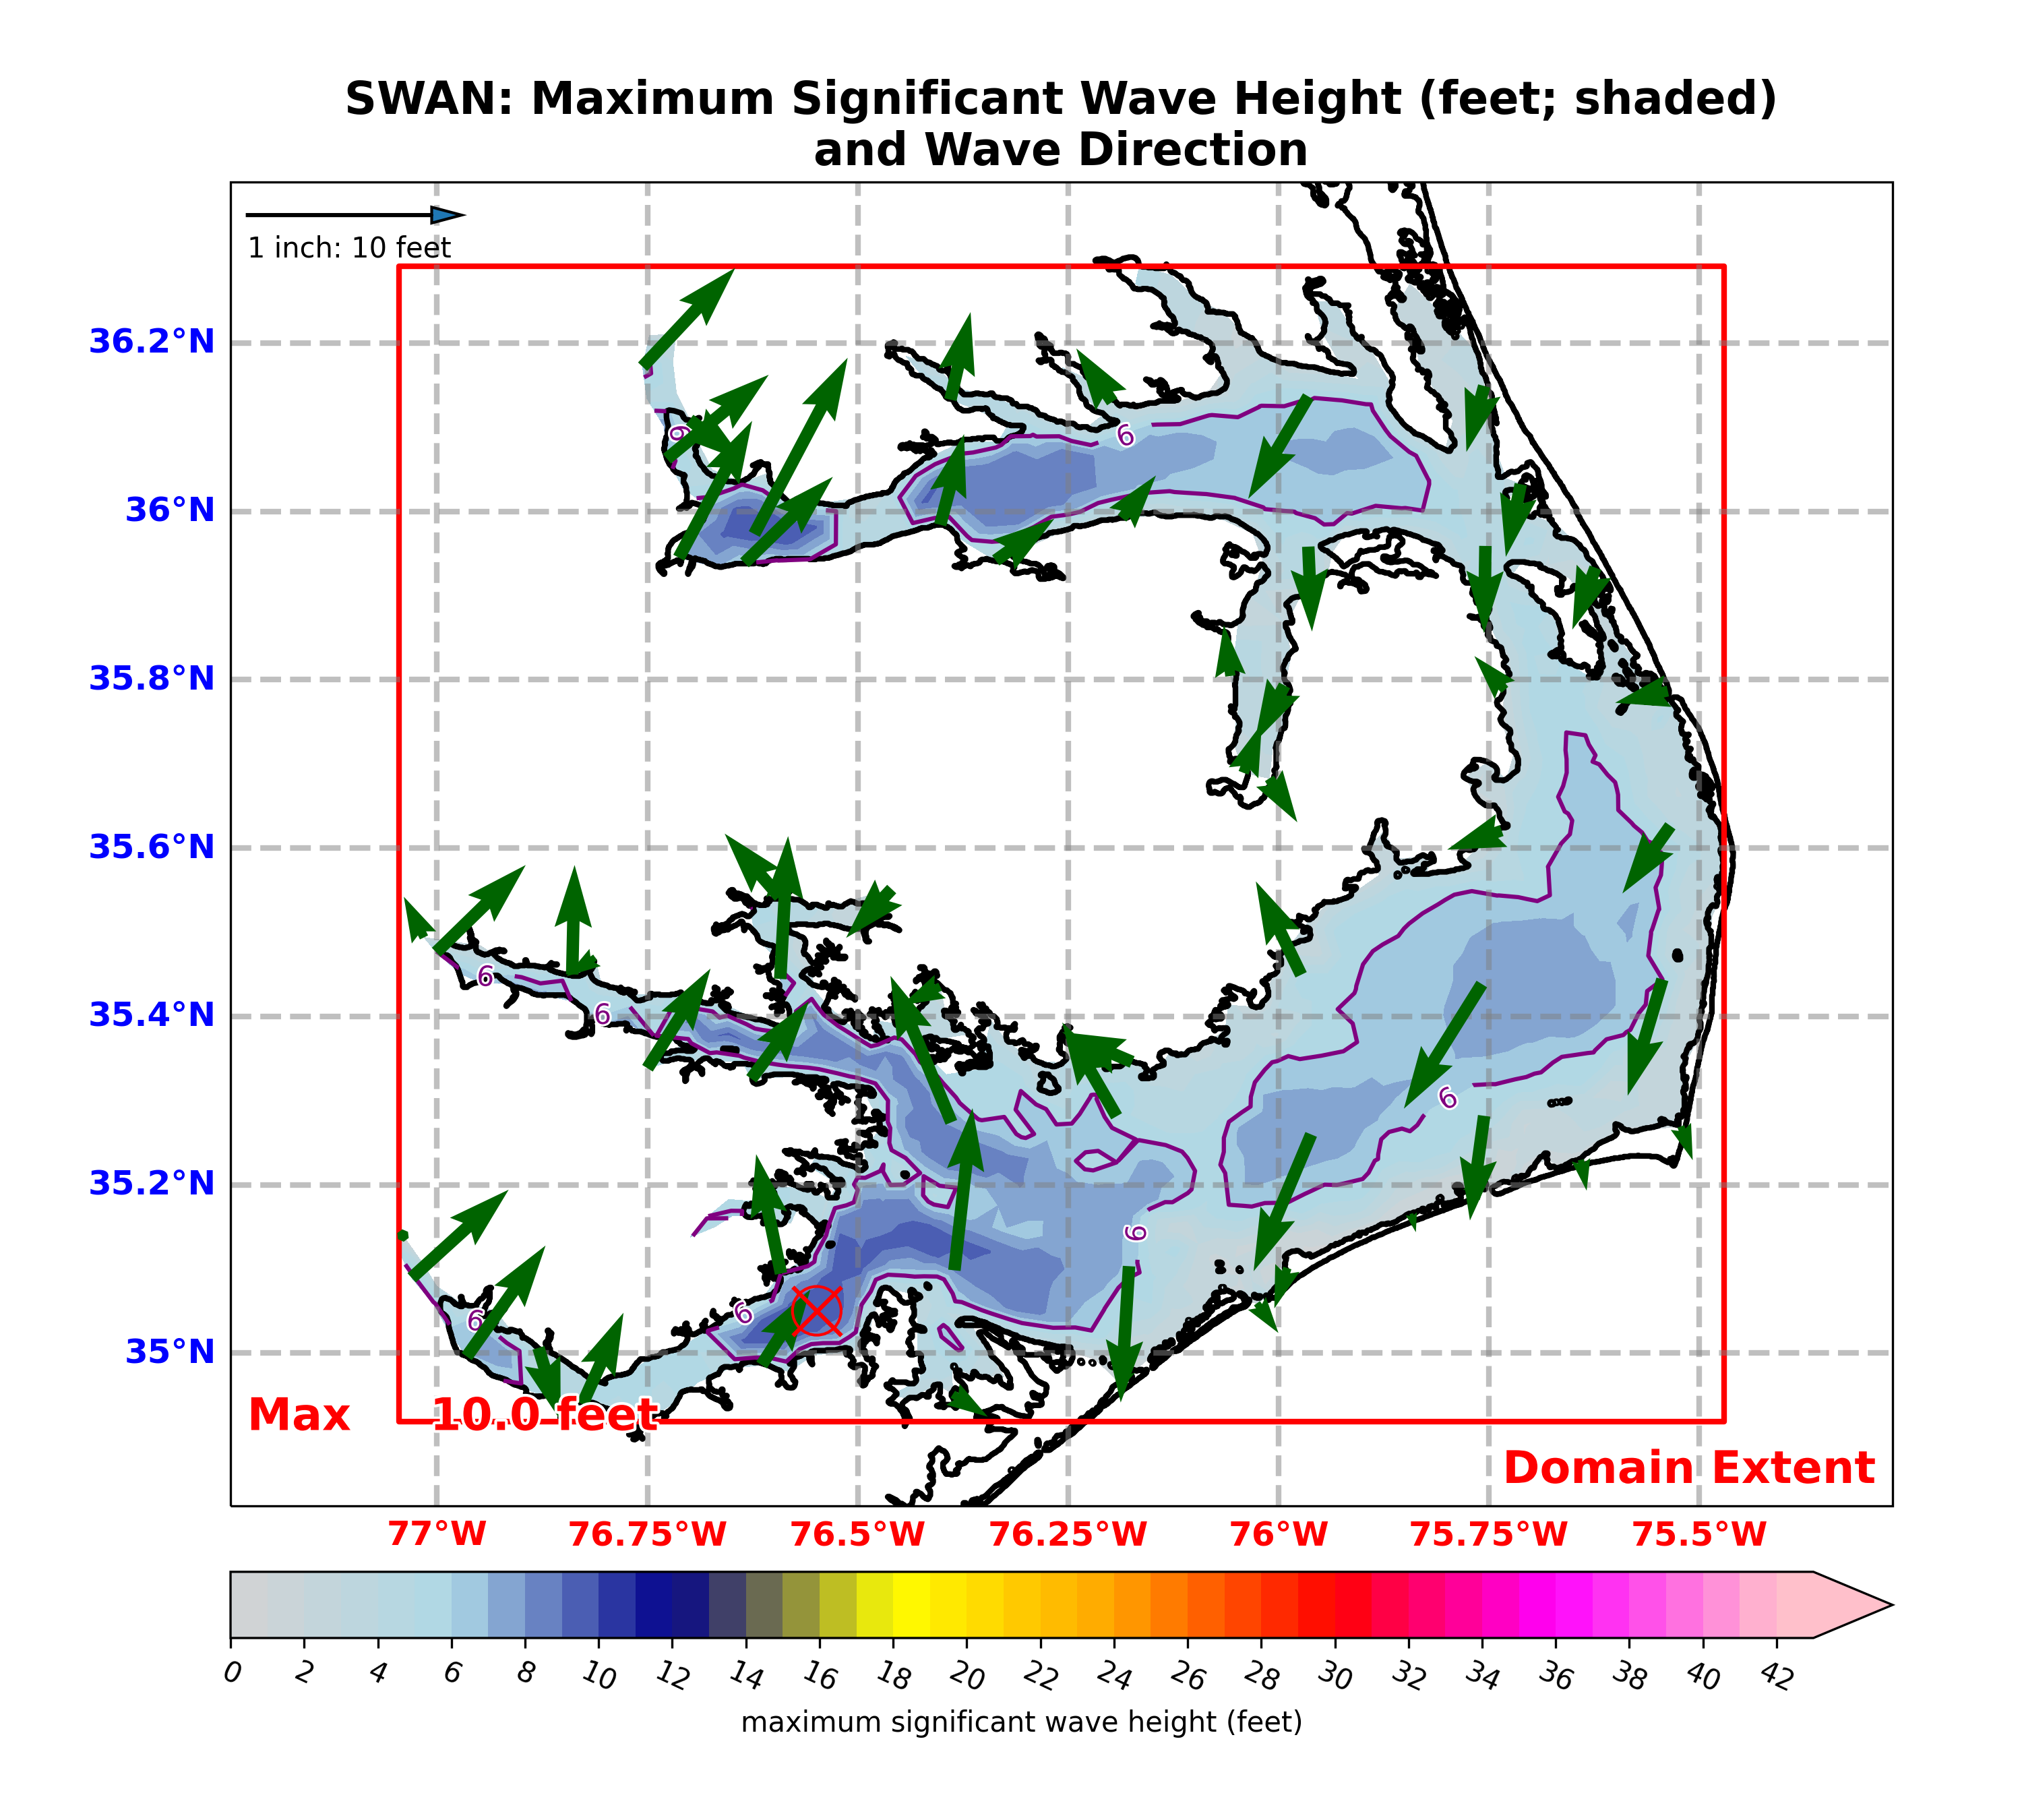 SWAN: Maximum Significant Wave Height (feet; shaded)
and Wave Direction
1 inch: 10 feet
36.2°N
36°N
35.8°N
35.6°N
35.4°N
35.2°N
35°N
6
6
6
6
6
6
6
6
6
Max 10.0 feet
Domain Extent
77°W 76.75°W 76.5°W 76.25°W 76°W 75.75°W 75.5°W
0 2 4 6 8 10 12 14 16 18 20 22 24 26 28 30 32 34 36 38 40 42
maximum significant wave height (feet)